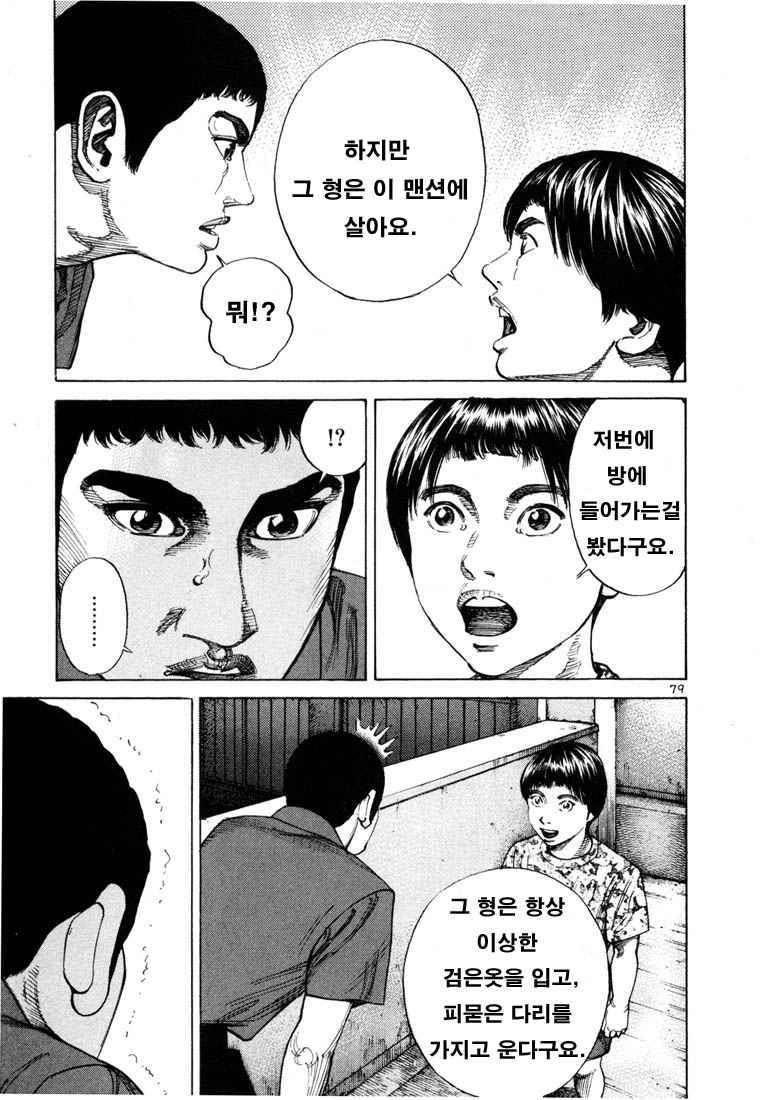 하지만
그 형은 이 맨션에
살아요.
뭐!?
저번에
방에
들어가는걸
봤다구요.
!?
………
79
그 형은 항상
이상한
검은옷을 입고,
피묻은 다리를
가지고 운다구요.